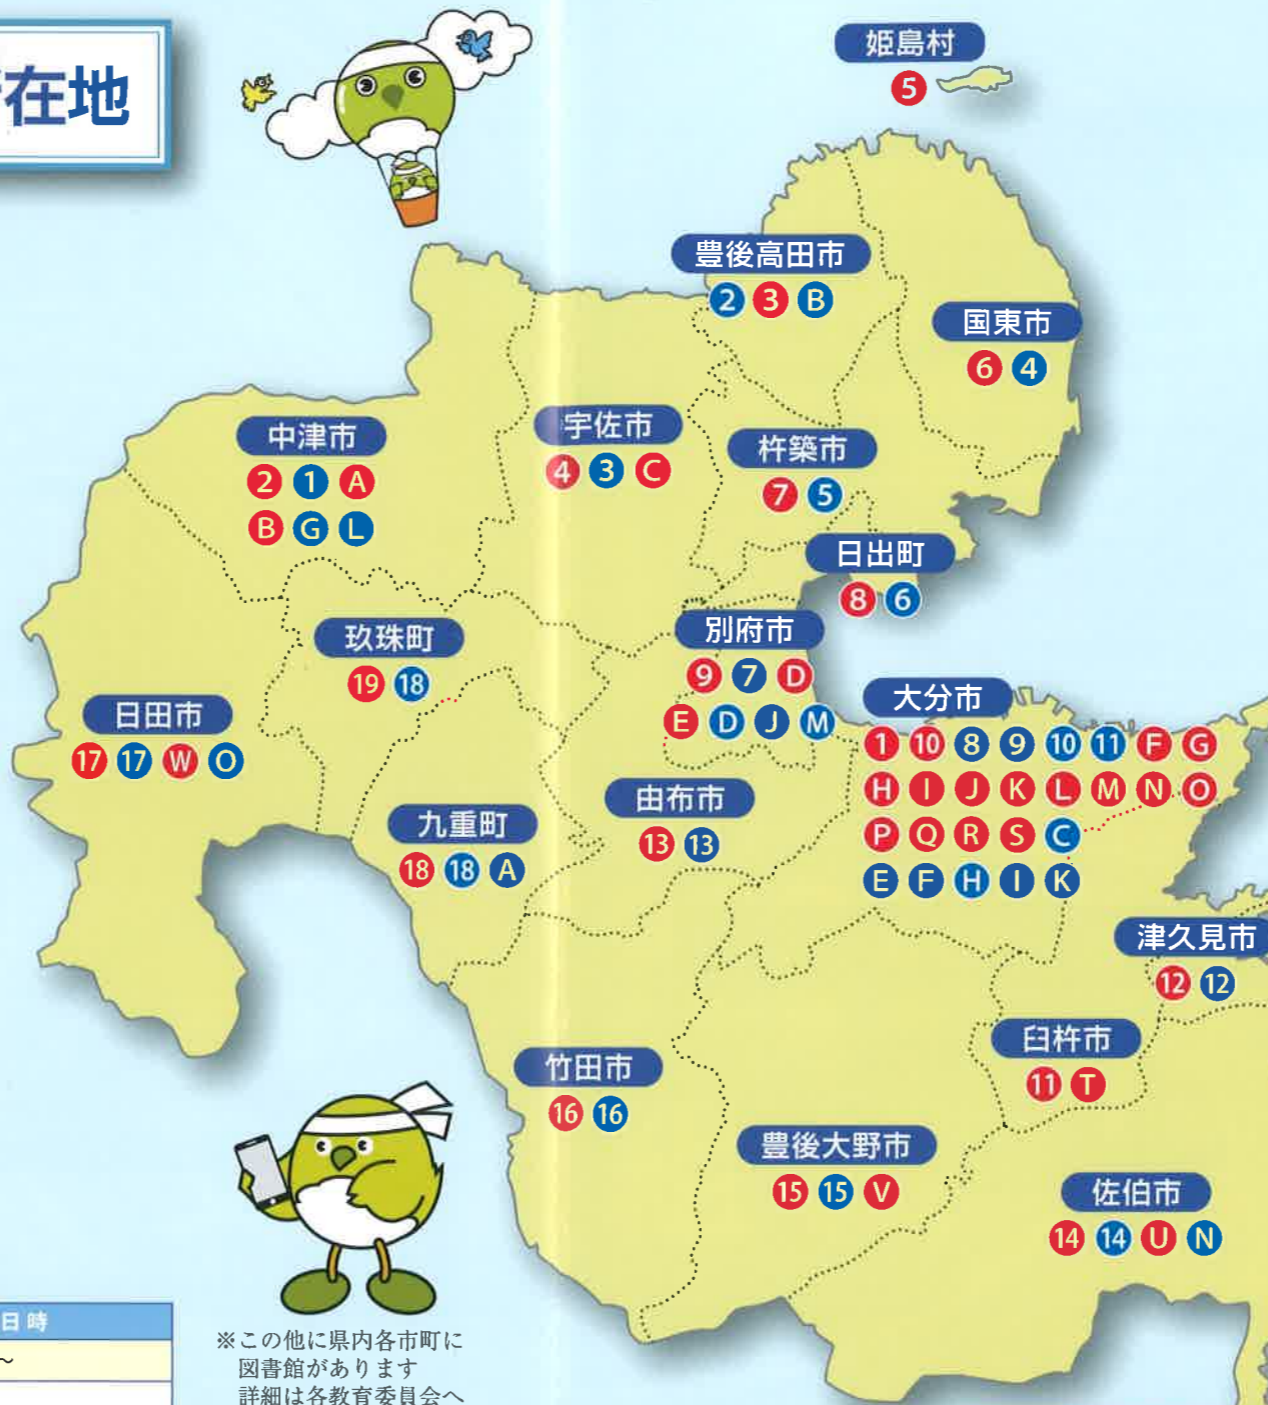 在地
姫島村
5
豊後高田市
2 3 B
国東市
6 4
中津市
2 1 A
B G L
宇佐市
4 3 C
杵築市
7 5
日出町
8 6
玖珠町
19 18
別府市
9 7 D
E D J M
日田市
17 17 W O
大分市
1 10 8 9 10 11 F G
H I J K L M N O
P Q R S C
E F H I K
九重町
18 18 A
由布市
13 13
津久見市
12 12
臼杵市
11 T
竹田市
16 16
豊後大野市
15 15 V
佐伯市
14 14 U N
日時
～
※この他に県内各市町に
図書館があります
詳細は各教育委員会へ